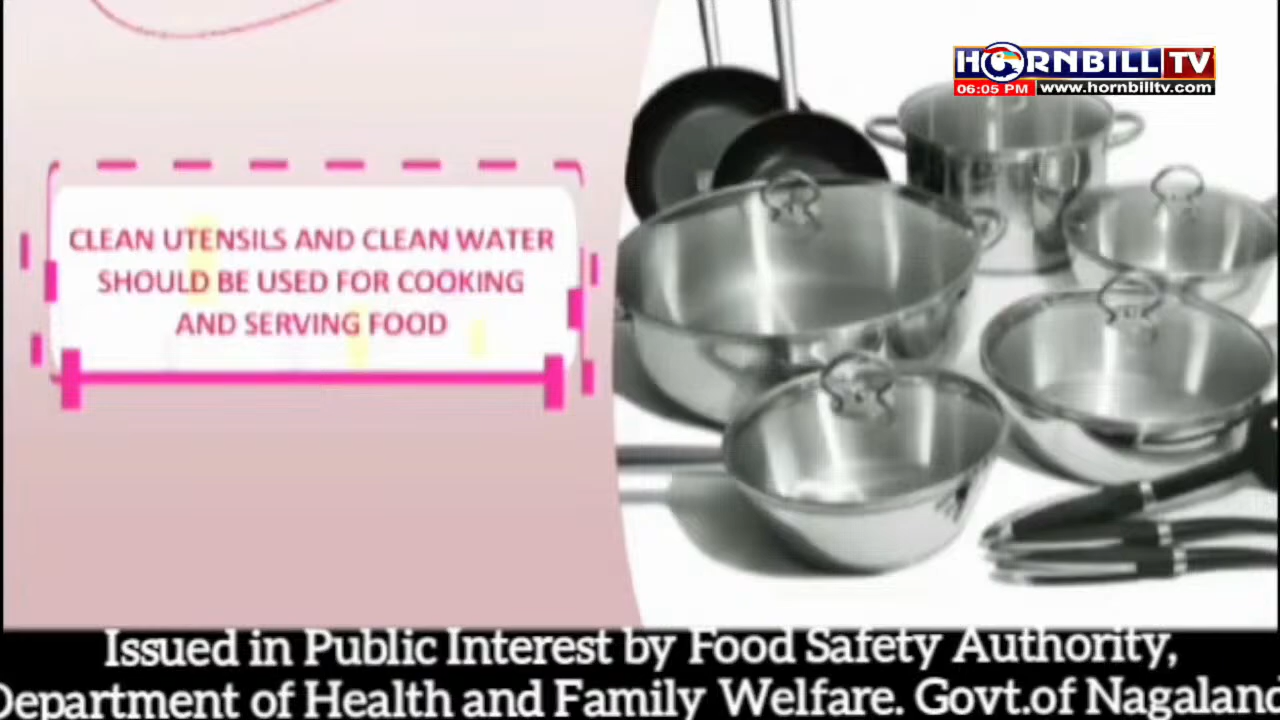 HORNBILL TV
06:05 PM www.hornbilltv.com
CLEAN UTENSILS AND CLEAN WATER
SHOULD BE USED FOR COOKING
AND SERVING FOOD
Issued in Public Interest by Food Safety Authority,
Department of Health and Family Welfare. Govt.of Nagaland